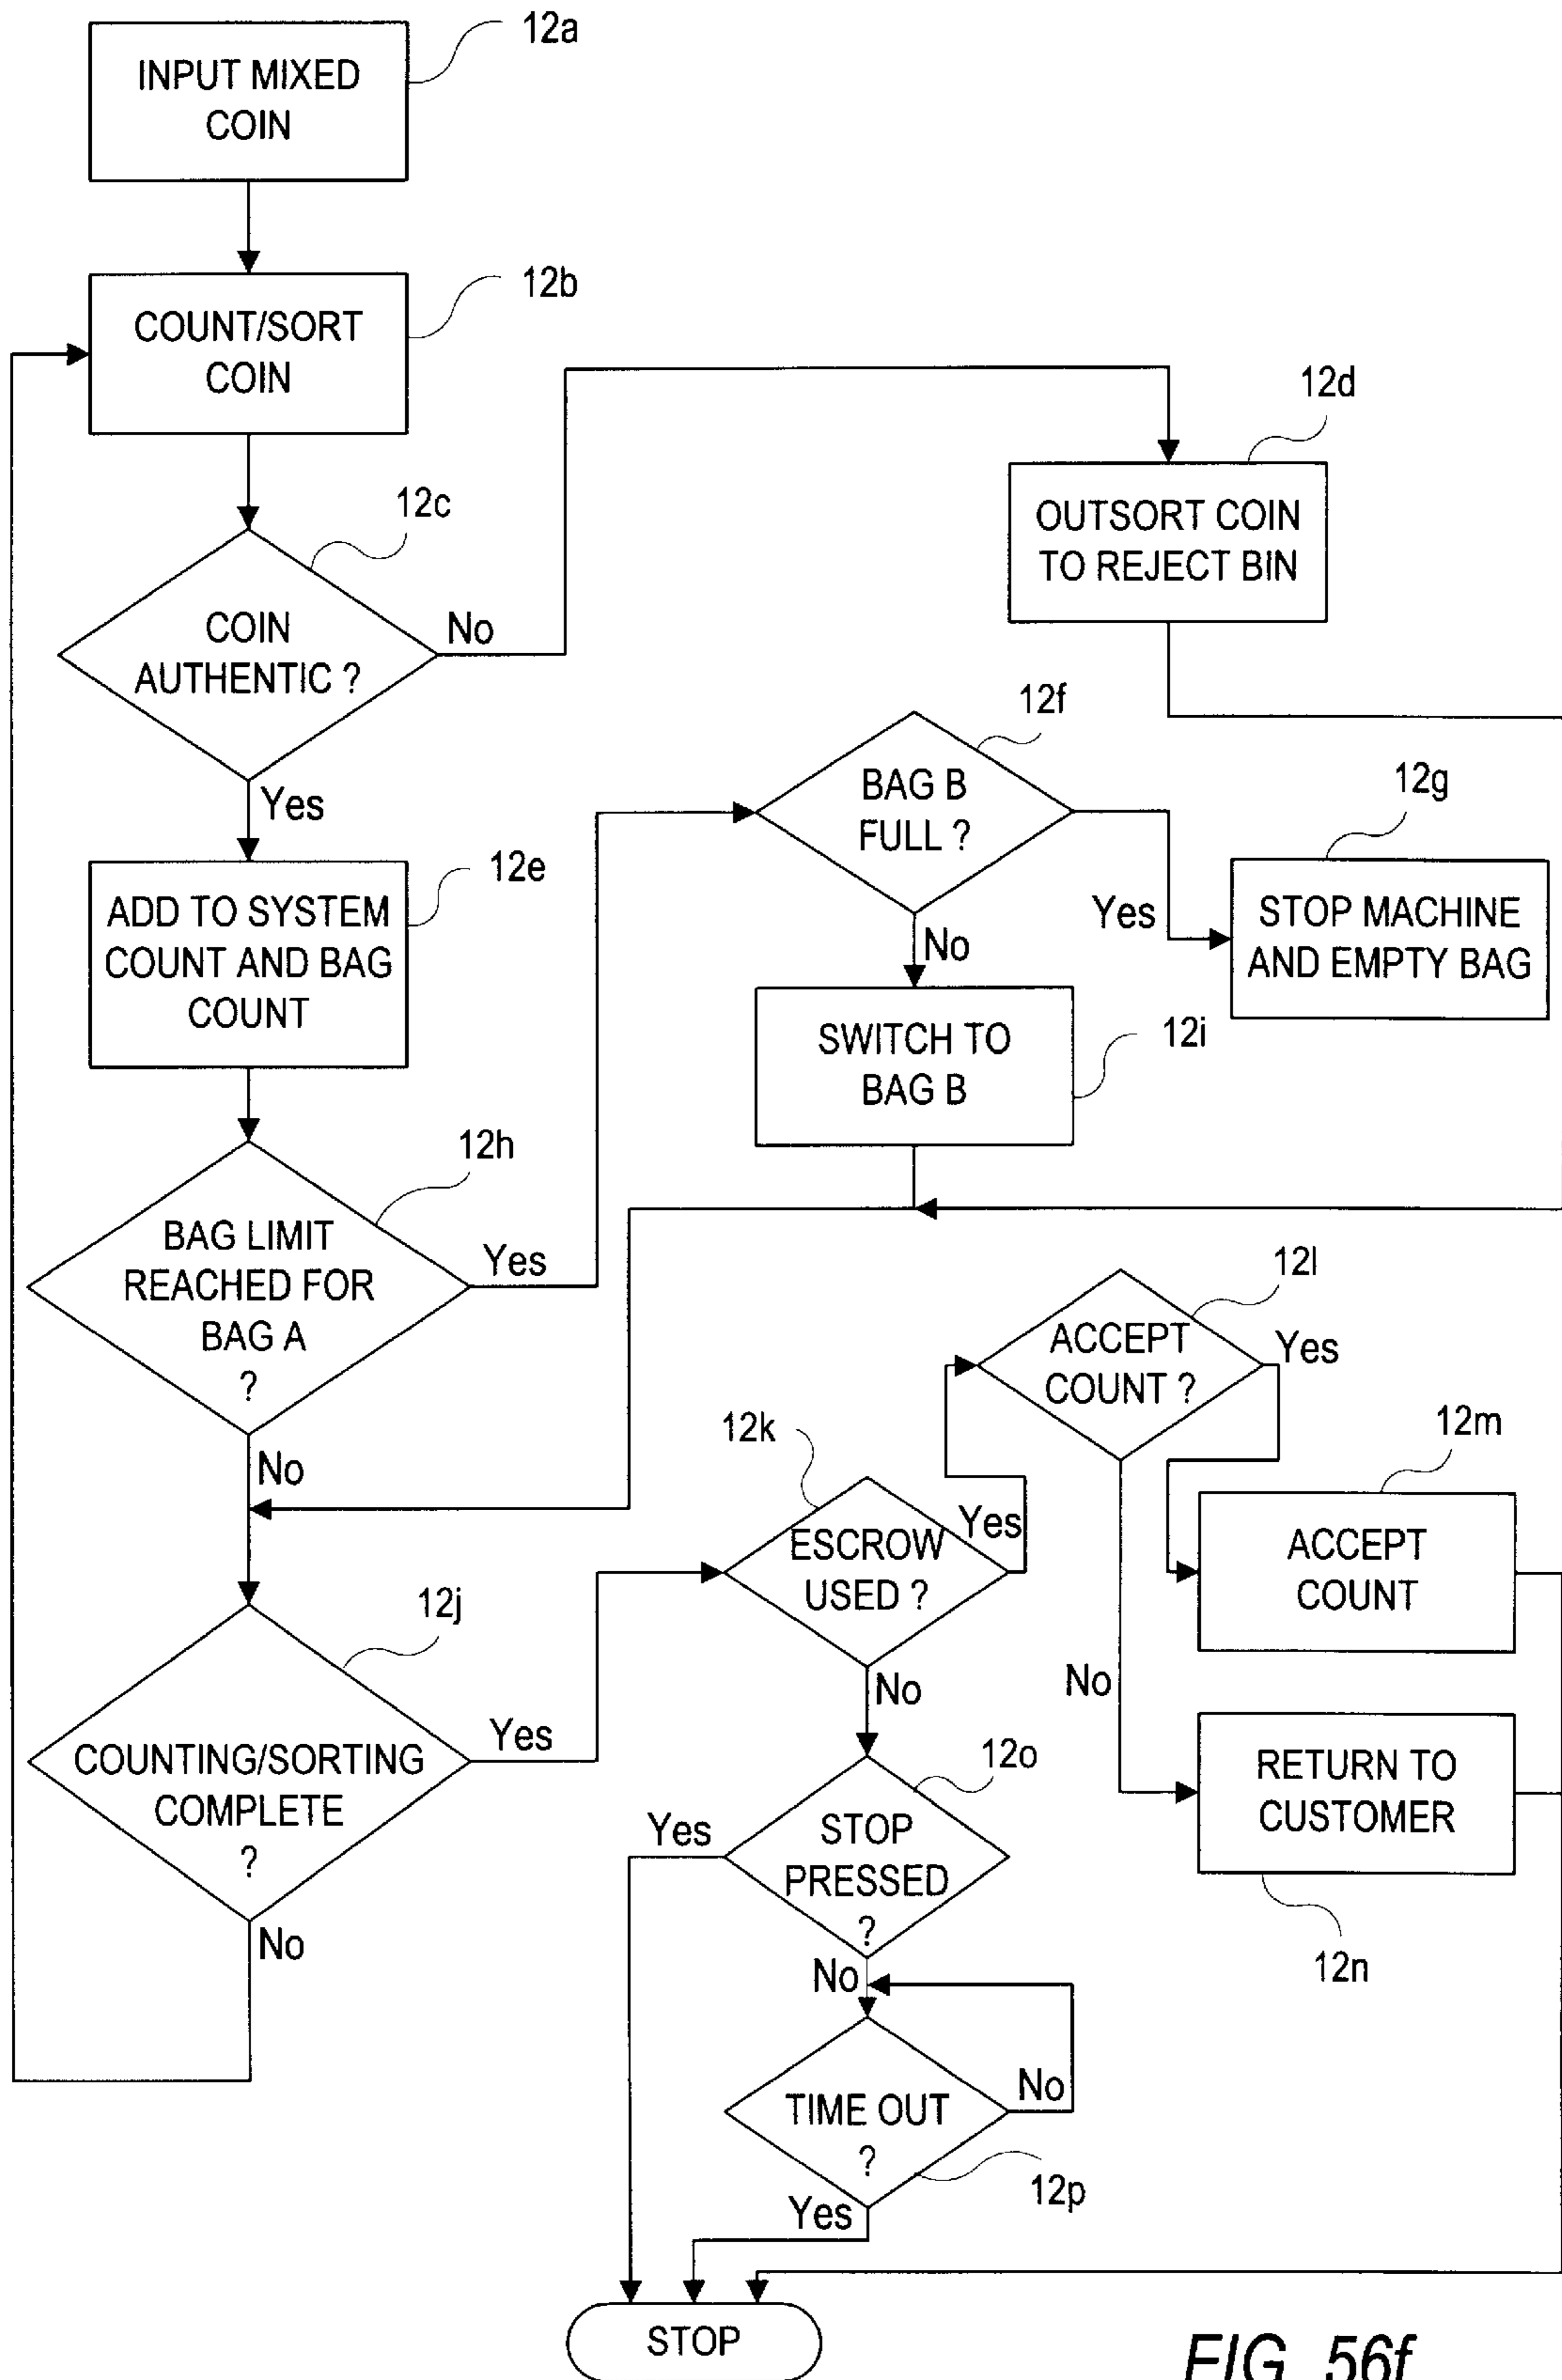 12a
INPUT MIXED
COIN
12b
COUNT/SORT
COIN
12c
COIN
AUTHENTIC ?
No
Yes
12d
OUTSORT COIN
TO REJECT BIN
12e
ADD TO SYSTEM
COUNT AND BAG
COUNT
12f
BAG B
FULL ?
Yes
No
12g
STOP MACHINE
AND EMPTY BAG
12i
SWITCH TO
BAG B
12h
BAG LIMIT
REACHED FOR
BAG A
?
Yes
No
12j
COUNTING/SORTING
COMPLETE
?
Yes
No
12k
ESCROW
USED ?
Yes
No
12l
ACCEPT
COUNT ?
Yes
No
12m
ACCEPT
COUNT
RETURN TO
CUSTOMER
12n
12o
STOP
PRESSED
?
Yes
No
TIME OUT
?
No
12p
Yes
STOP
FIG. 56f